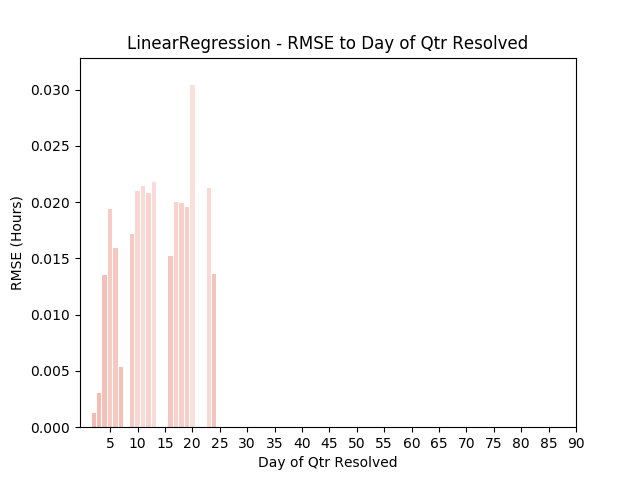 LinearRegression - RMSE to Day of Qtr Resolved
0.030
0.025
0.020
0.015
0.010
0.005
0.000
RMSE (Hours)
5 10 15 20 25 30 35 40 45 50 55 60 65 70 75 80 85 90
Day of Qtr Resolved